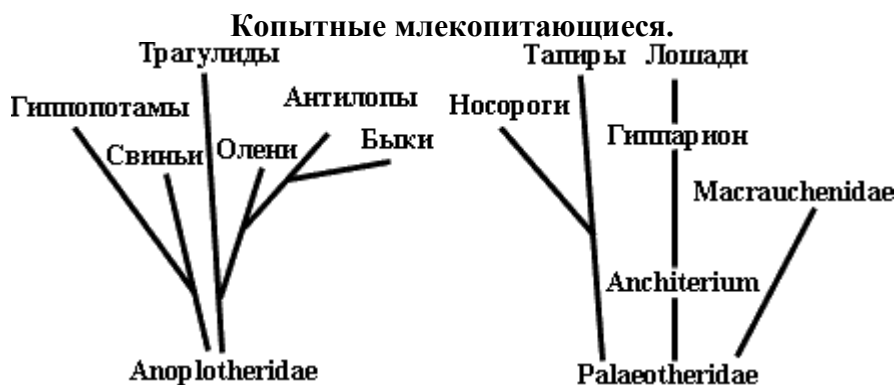 Копытные млекопитающиеся.
Трагулиды
Тапиры Лошади
Гиппопотамы
Антилопы
Носороги
Свиньи
Олени
Быки
Гиппарион
Macrauchenidae
Anchiterium
Anoplotheridae
Palaeotheridae